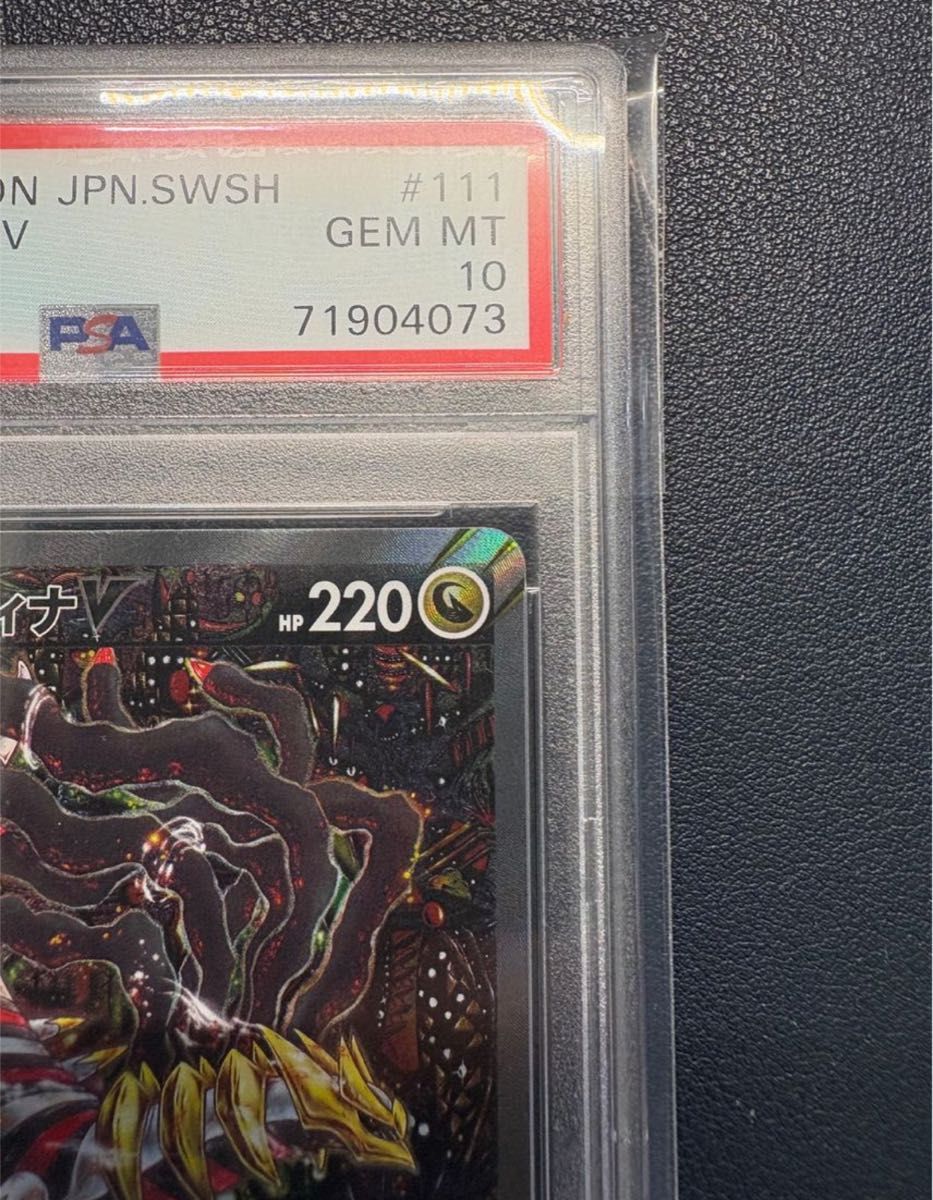 ON JPN.SWSH #111
V GEM MT
10
PSA 71904073
ィナV HP 220